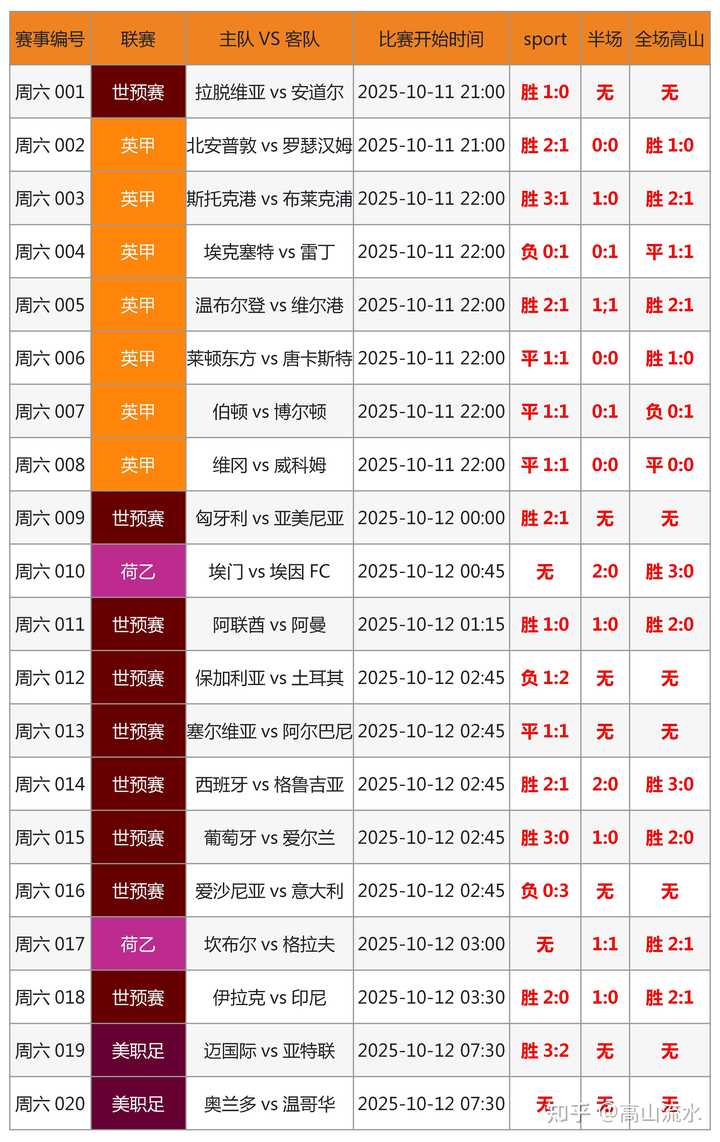 赛事编号 联赛 主队 VS 客队 比赛开始时间 sport 半场 全场高山
周六 001 世预赛 拉脱维亚 vs 安道尔 2025-10-11 21:00 胜 1:0 无 无
周六 002 英甲 北安普敦 vs 罗瑟汉姆 2025-10-11 21:00 胜 2:1 0:0 胜 1:0
周六 003 英甲 斯托克港 vs 布莱克浦 2025-10-11 22:00 胜 3:1 1:0 胜 2:1
周六 004 英甲 埃克塞特 vs 雷丁 2025-10-11 22:00 负 0:1 0:1 平 1:1
周六 005 英甲 温布尔登 vs 维尔港 2025-10-11 22:00 胜 2:1 1;1 胜 2:1
周六 006 英甲 莱顿东方 vs 唐卡斯特 2025-10-11 22:00 平 1:1 0:0 胜 1:0
周六 007 英甲 伯顿 vs 博尔顿 2025-10-11 22:00 平 1:1 0:1 负 0:1
周六 008 英甲 维冈 vs 威科姆 2025-10-11 22:00 平 1:1 0:0 平 0:0
周六 009 世预赛 匈牙利 vs 亚美尼亚 2025-10-12 00:00 胜 2:1 无 无
周六 010 荷乙 埃门 vs 埃因 FC 2025-10-12 00:45 无 2:0 胜 3:0
周六 011 世预赛 阿联酋 vs 阿曼 2025-10-12 01:15 胜 1:0 1:0 胜 2:0
周六 012 世预赛 保加利亚 vs 土耳其 2025-10-12 02:45 负 1:2 无 无
周六 013 世预赛 塞尔维亚 vs 阿尔巴尼 2025-10-12 02:45 平 1:1 无 无
周六 014 世预赛 西班牙 vs 格鲁吉亚 2025-10-12 02:45 胜 2:1 2:0 胜 3:0
周六 015 世预赛 葡萄牙 vs 爱尔兰 2025-10-12 02:45 胜 3:0 1:0 胜 2:0
周六 016 世预赛 爱沙尼亚 vs 意大利 2025-10-12 02:45 负 0:3 无 无
周六 017 荷乙 坎布尔 vs 格拉夫 2025-10-12 03:00 无 1:1 胜 2:1
周六 018 世预赛 伊拉克 vs 印尼 2025-10-12 03:30 胜 2:0 1:0 胜 2:1
周六 019 美职足 迈国际 vs 亚特联 2025-10-12 07:30 胜 3:2 无 无
周六 020 美职足 奥兰多 vs 温哥华 2025-10-12 07:30 无 无 无
知乎 @高山流水